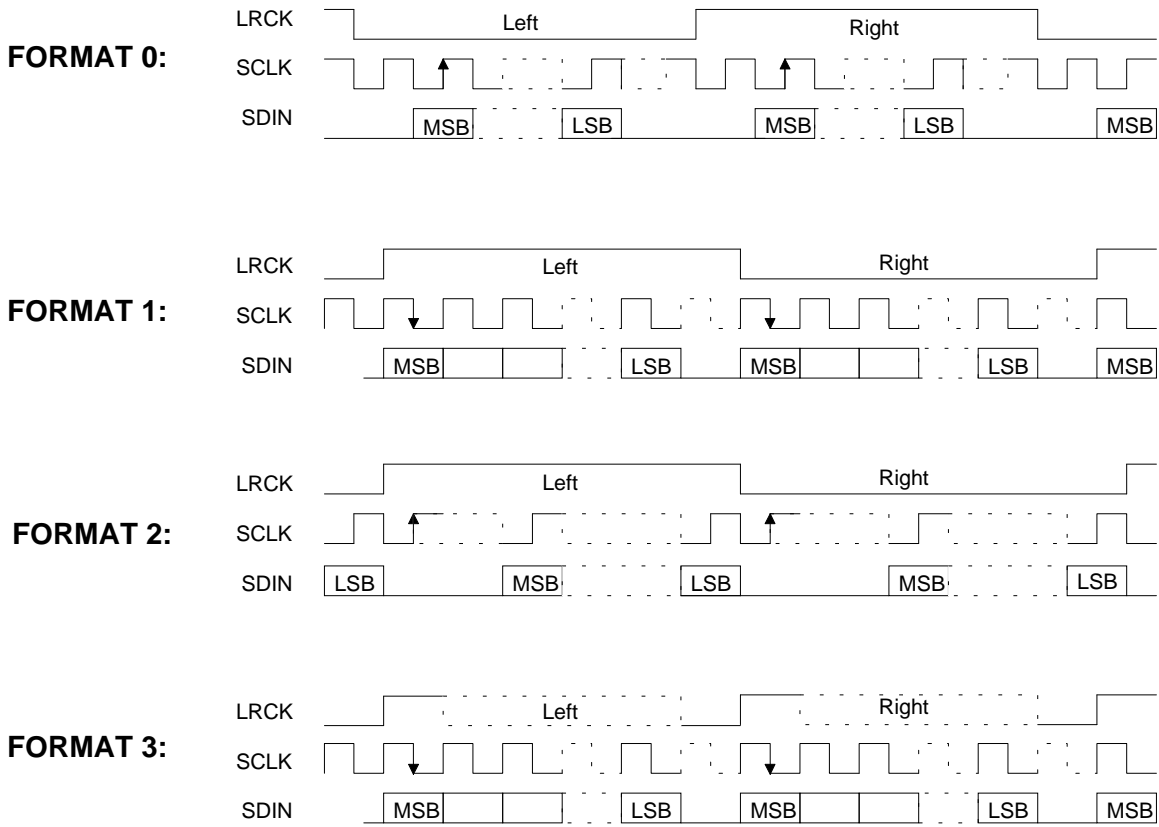 LRCK Left Right
FORMAT 0:
SCLK
SDIN MSB LSB MSB LSB MSB
LRCK Left Right
FORMAT 1:
SCLK
SDIN MSB LSB MSB LSB MSB
LRCK Left Right
FORMAT 2:
SCLK
SDIN LSB MSB LSB MSB LSB
LRCK Left Right
FORMAT 3:
SCLK
SDIN MSB LSB MSB LSB MSB